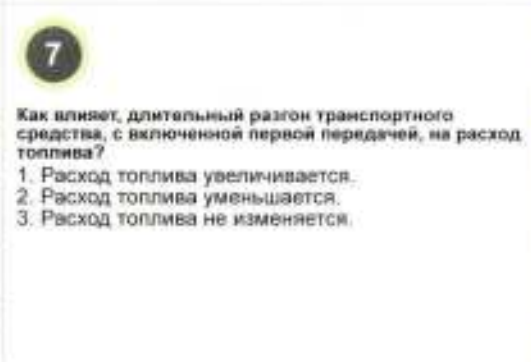 7
Как влияет, длительный разгон транспортного
средства, с включенной первой передачей, на расход
топлива?
1. Расход топлива увеличивается.
2. Расход топлива уменьшается.
3. Расход топлива не изменяется.